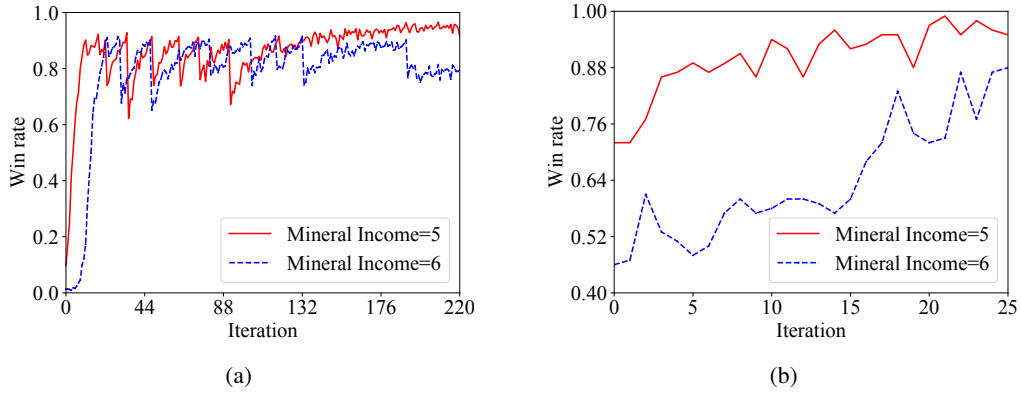 1.0
0.8
0.6
0.4
0.2
0.0
Win rate
Mineral Income=5
Mineral Income=6
0 44 88 132 176 220
Iteration
(a)
1.00
0.88
0.76
0.64
0.52
0.40
Win rate
Mineral Income=5
Mineral Income=6
0 5 10 15 20 25
Iteration
(b)